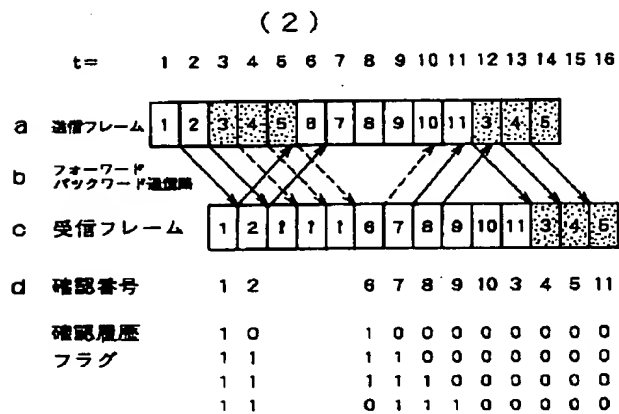 (2)
t= 1 2 3 4 5 6 7 8 9 10 11 12 13 14 15 16
a 送信フレーム 1 2 3 4 5 6 7 8 9 10 11 3 4 5
b フォーワード
バックワード通信路
c 受信フレーム 1 2 ! ! ! 6 7 8 9 10 11 3 4 5
d 確認番号 1 2 6 7 8 9 10 3 4 5 11
確認履歴 1 0 1 0 0 0 0 0 0 0 0
フラグ 1 1 1 1 0 0 0 0 0 0 0
1 1 1 1 1 0 0 0 0 0 0
1 1 0 1 1 1 0 0 0 0 0